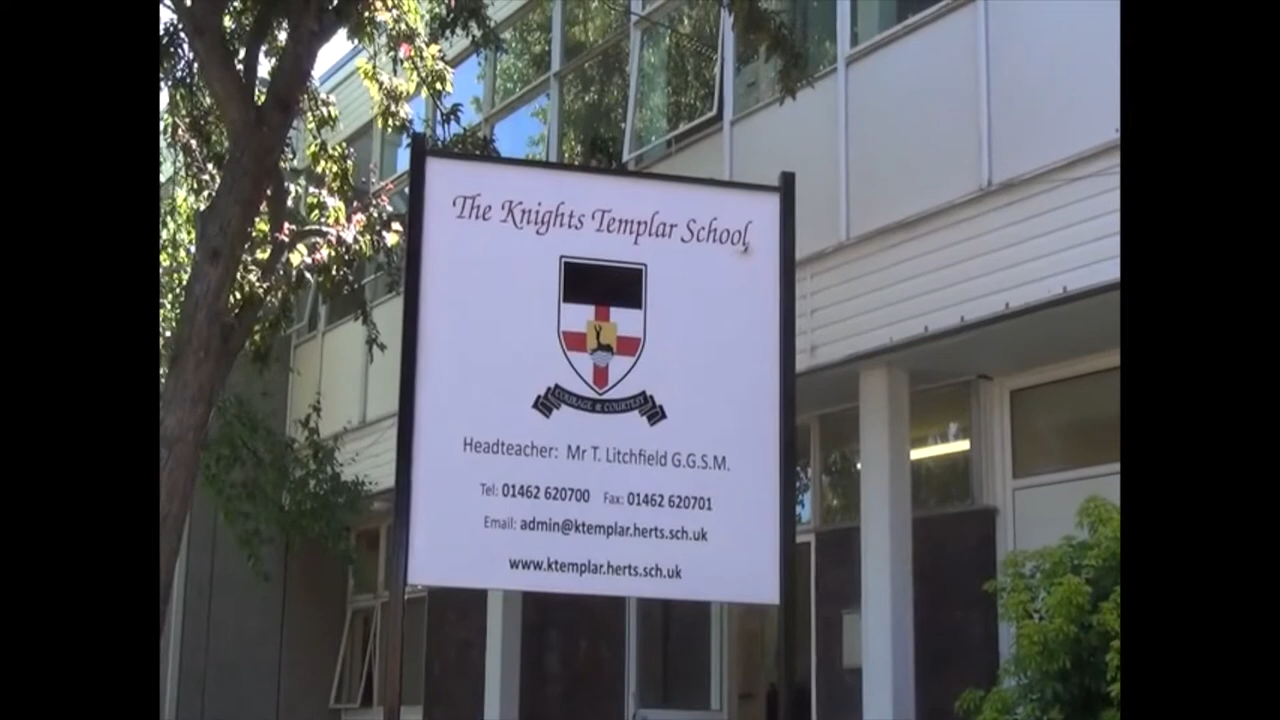 The Knights Templar School
COURAGE & COURTESY
Headteacher: Mr T. Litchfield G.G.S.M.
Tel: 01462 620700 Fax: 01462 620701
Email: admin@ktemplar.herts.sch.uk
www.ktemplar.herts.sch.uk